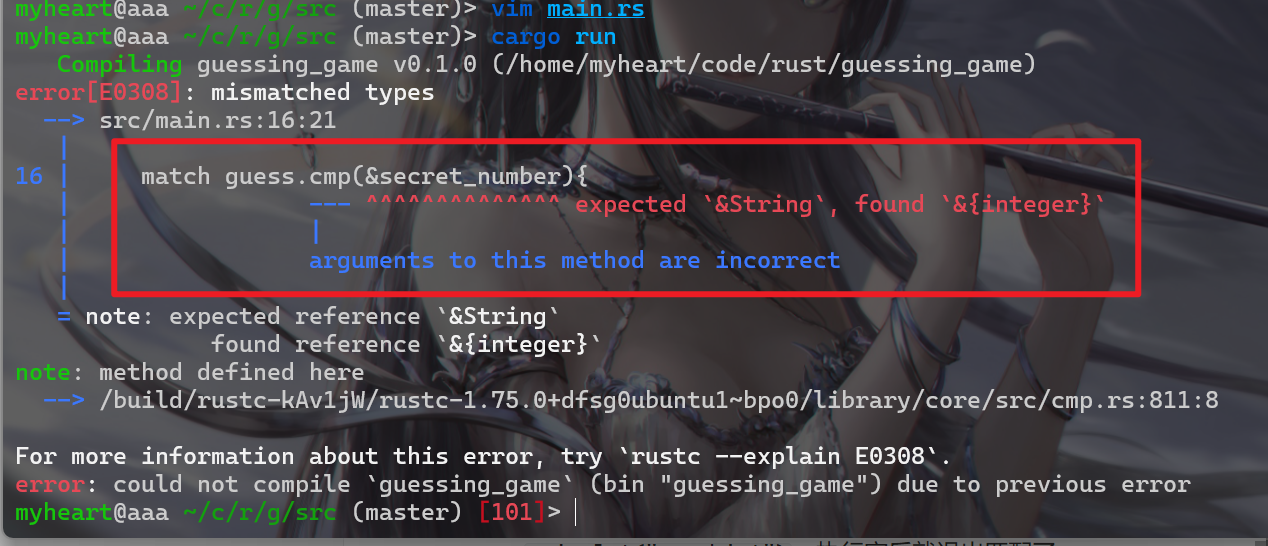 myheart@aaa ~/c/r/g/src (master)> vim main.rs
myheart@aaa ~/c/r/g/src (master)> cargo run
   Compiling guessing_game v0.1.0 (/home/myheart/code/rust/guessing_game)
error[E0308]: mismatched types
  --> src/main.rs:16:21
   |
16 |     match guess.cmp(&secret_number){
   |                 --- ^^^^^^^^^^^^^^ expected `&String`, found `&{integer}`
   |                 |
   |                 arguments to this method are incorrect
   |
   = note: expected reference `&String`
              found reference `&{integer}`
note: method defined here
  --> /build/rustc-kAv1jW/rustc-1.75.0+dfsg0ubuntu1~bpo0/library/core/src/cmp.rs:811:8

For more information about this error, try `rustc --explain E0308`.
error: could not compile `guessing_game` (bin "guessing_game") due to previous error
myheart@aaa ~/c/r/g/src (master) [101]>